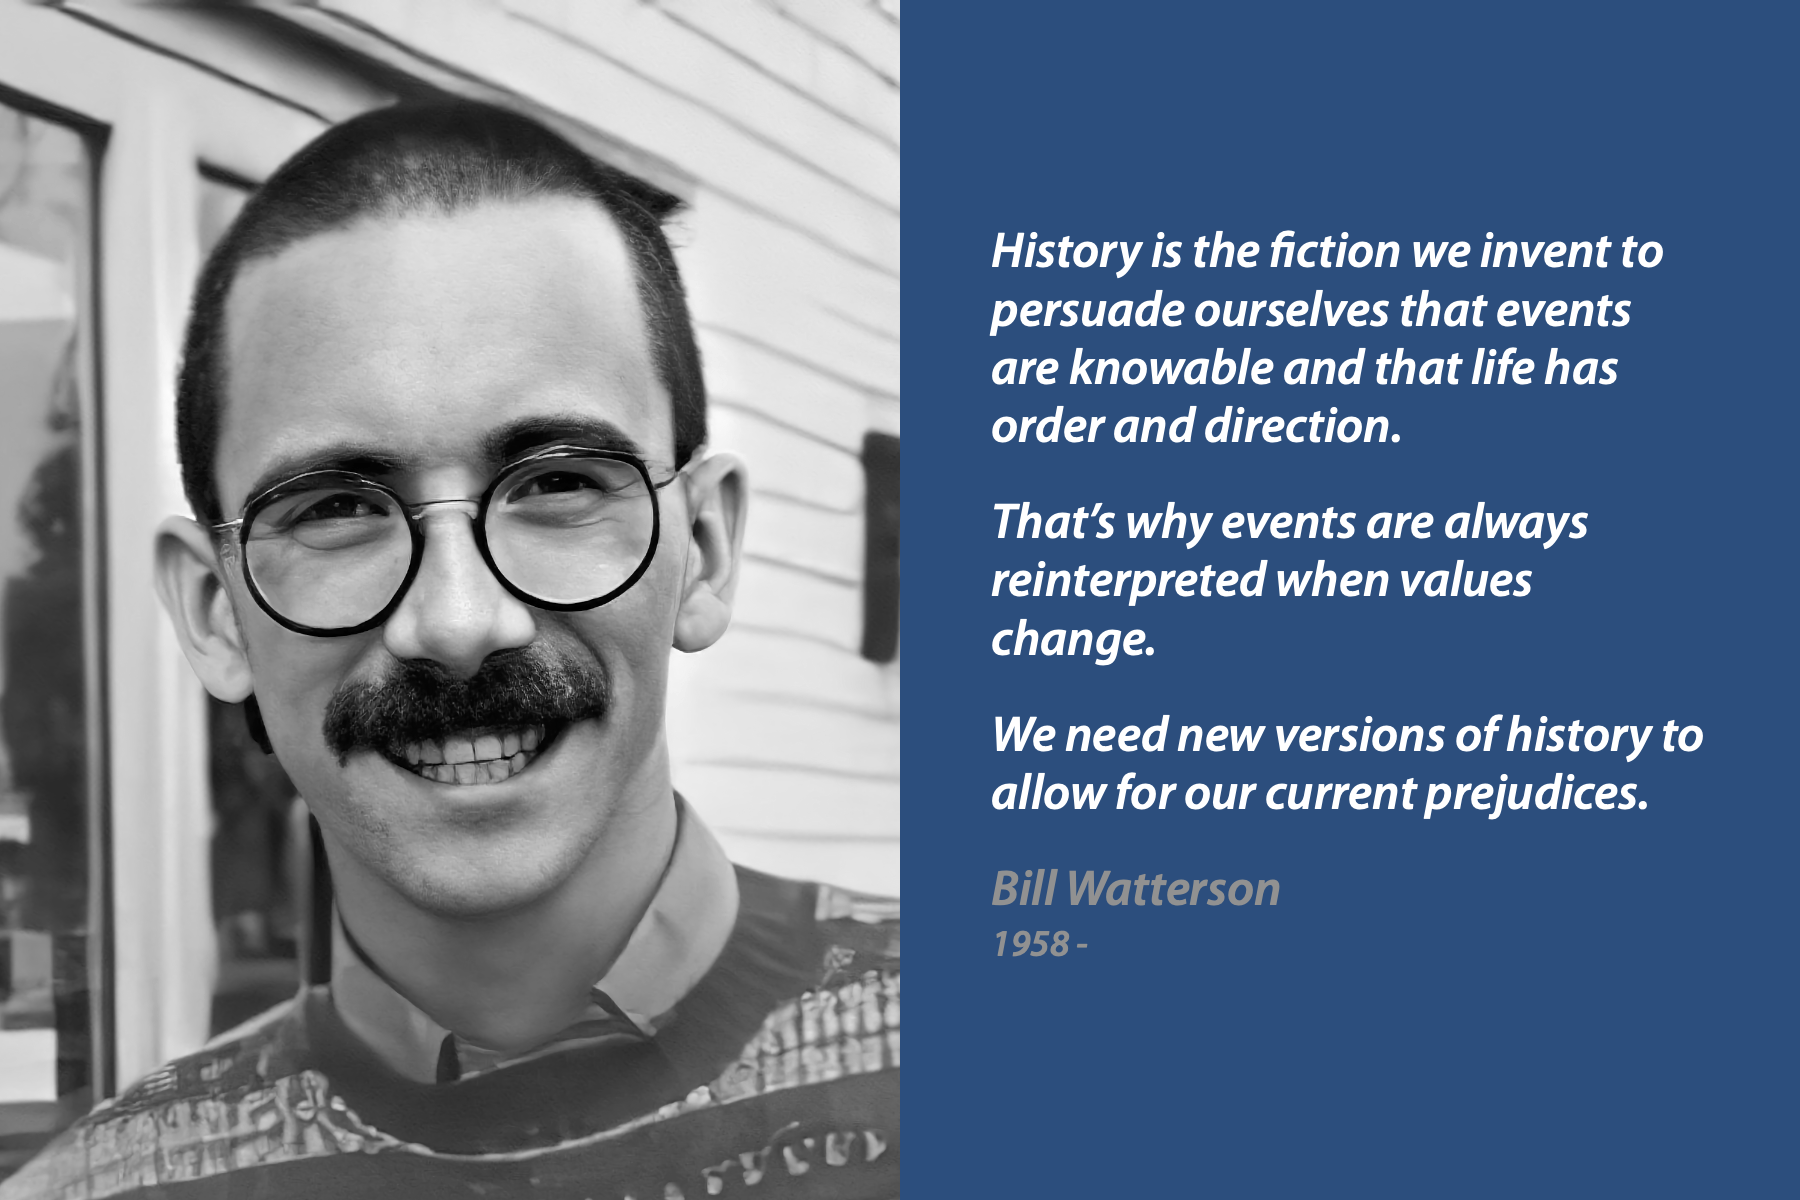 History is the fiction we invent to
persuade ourselves that events
are knowable and that life has
order and direction.
That’s why events are always
reinterpreted when values
change.
We need new versions of history to
allow for our current prejudices.
Bill Watterson
1958 -